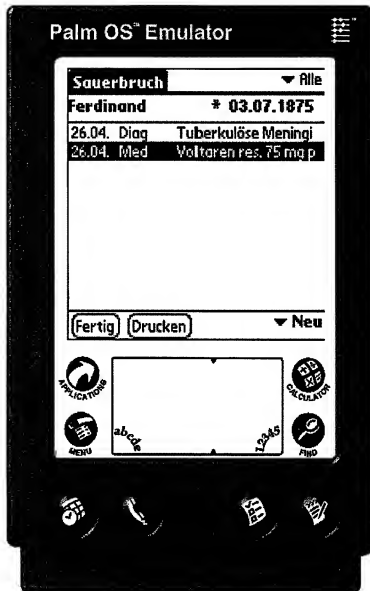 Palm OS™ Emulator
Sauerbruch ▼ Alle
Ferdinand * 03.07.1875
26.04. Diag Tuberkulöse Meningi
26.04. Med Voltaren res. 75 mg p
Fertig Drucken ▼ Neu
APPLICATIONS CALCULATOR
abcde 12345
MENU FIND